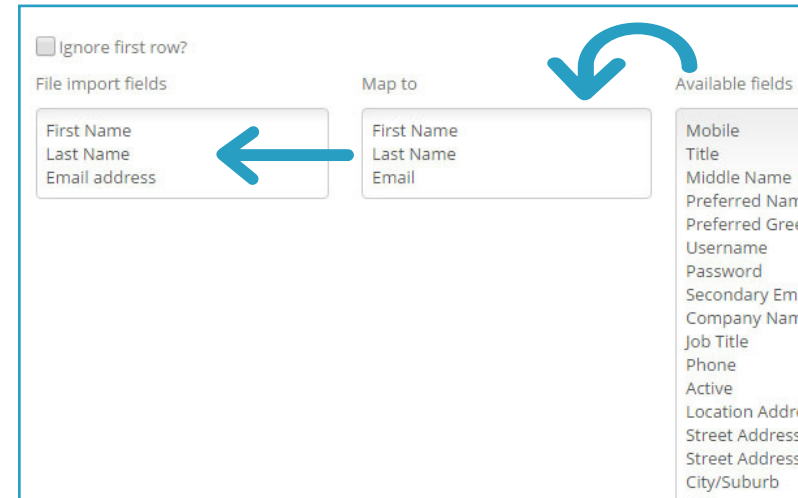 Ignore first row?
File import fields
First Name
Last Name
Email address
Map to
First Name
Last Name
Email
Available fields
Mobile
Title
Middle Name
Preferred
Preferred
Username
Password
Secondary
Company
Job Title
Phone
Active
Location
Street Address
Street Address
City/Suburb